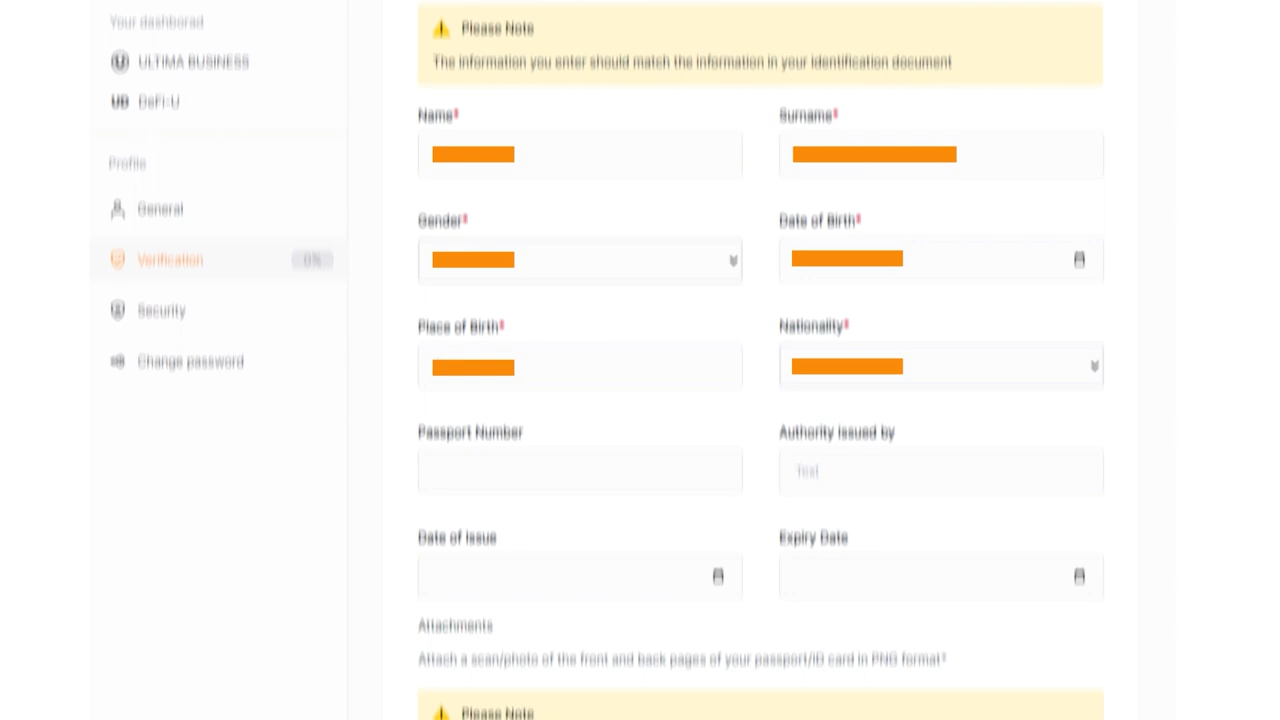 Your dashborad
ULTIMA BUSINESS
UB DeFi-U
Profile
General
Verification 0%
Security
Change password
Please Note
The information you enter should match the information in your identification document
Name*
Surname*
Gender*
Date of Birth*
Place of Birth*
Nationality*
Passport Number
Authority issued by
Text
Date of issue
Expiry Date
Attachments
Attach a scan/photo of the front and back pages of your passport/ID card in PNG format*
Please Note